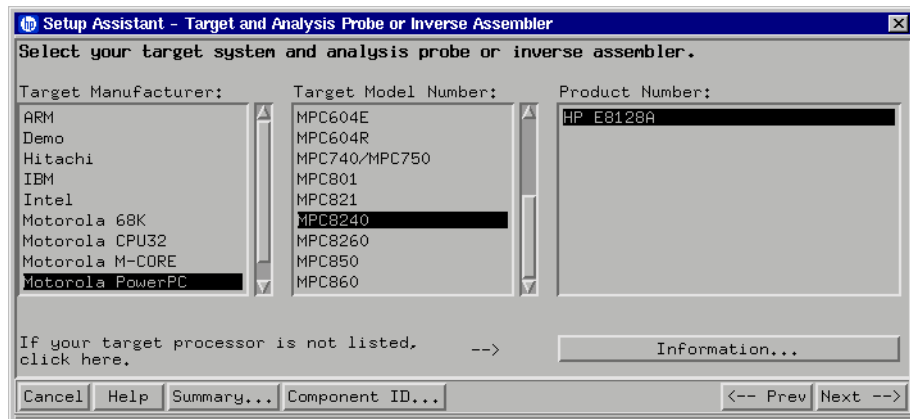 hp Setup Assistant - Target and Analysis Probe or Inverse Assembler
Select your target system and analysis probe or inverse assembler.
Target Manufacturer:
ARM
Demo
Hitachi
IBM
Intel
Motorola 68K
Motorola CPU32
Motorola M-CORE
Motorola PowerPC
Target Model Number:
MPC604E
MPC604R
MPC740/MPC750
MPC801
MPC821
MPC8240
MPC8260
MPC850
MPC860
Product Number:
HP E8128A
If your target processor is not listed,
click here.
-->
Information...
Cancel Help Summary... Component ID... <-- Prev Next -->